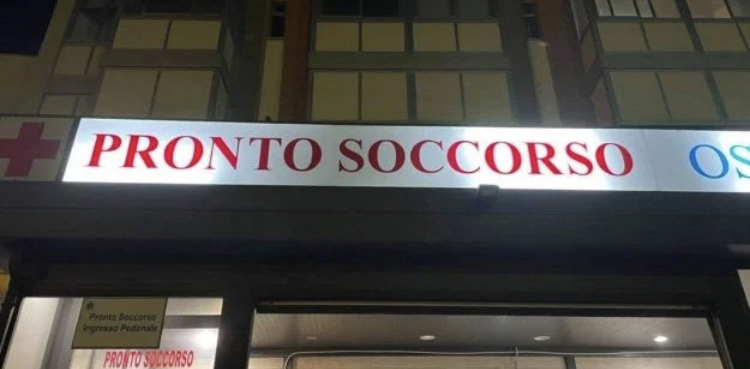 PRONTO SOCCORSO OS
Pronto Soccorso
Ingresso Pedonale
PRONTO SOCCORSO